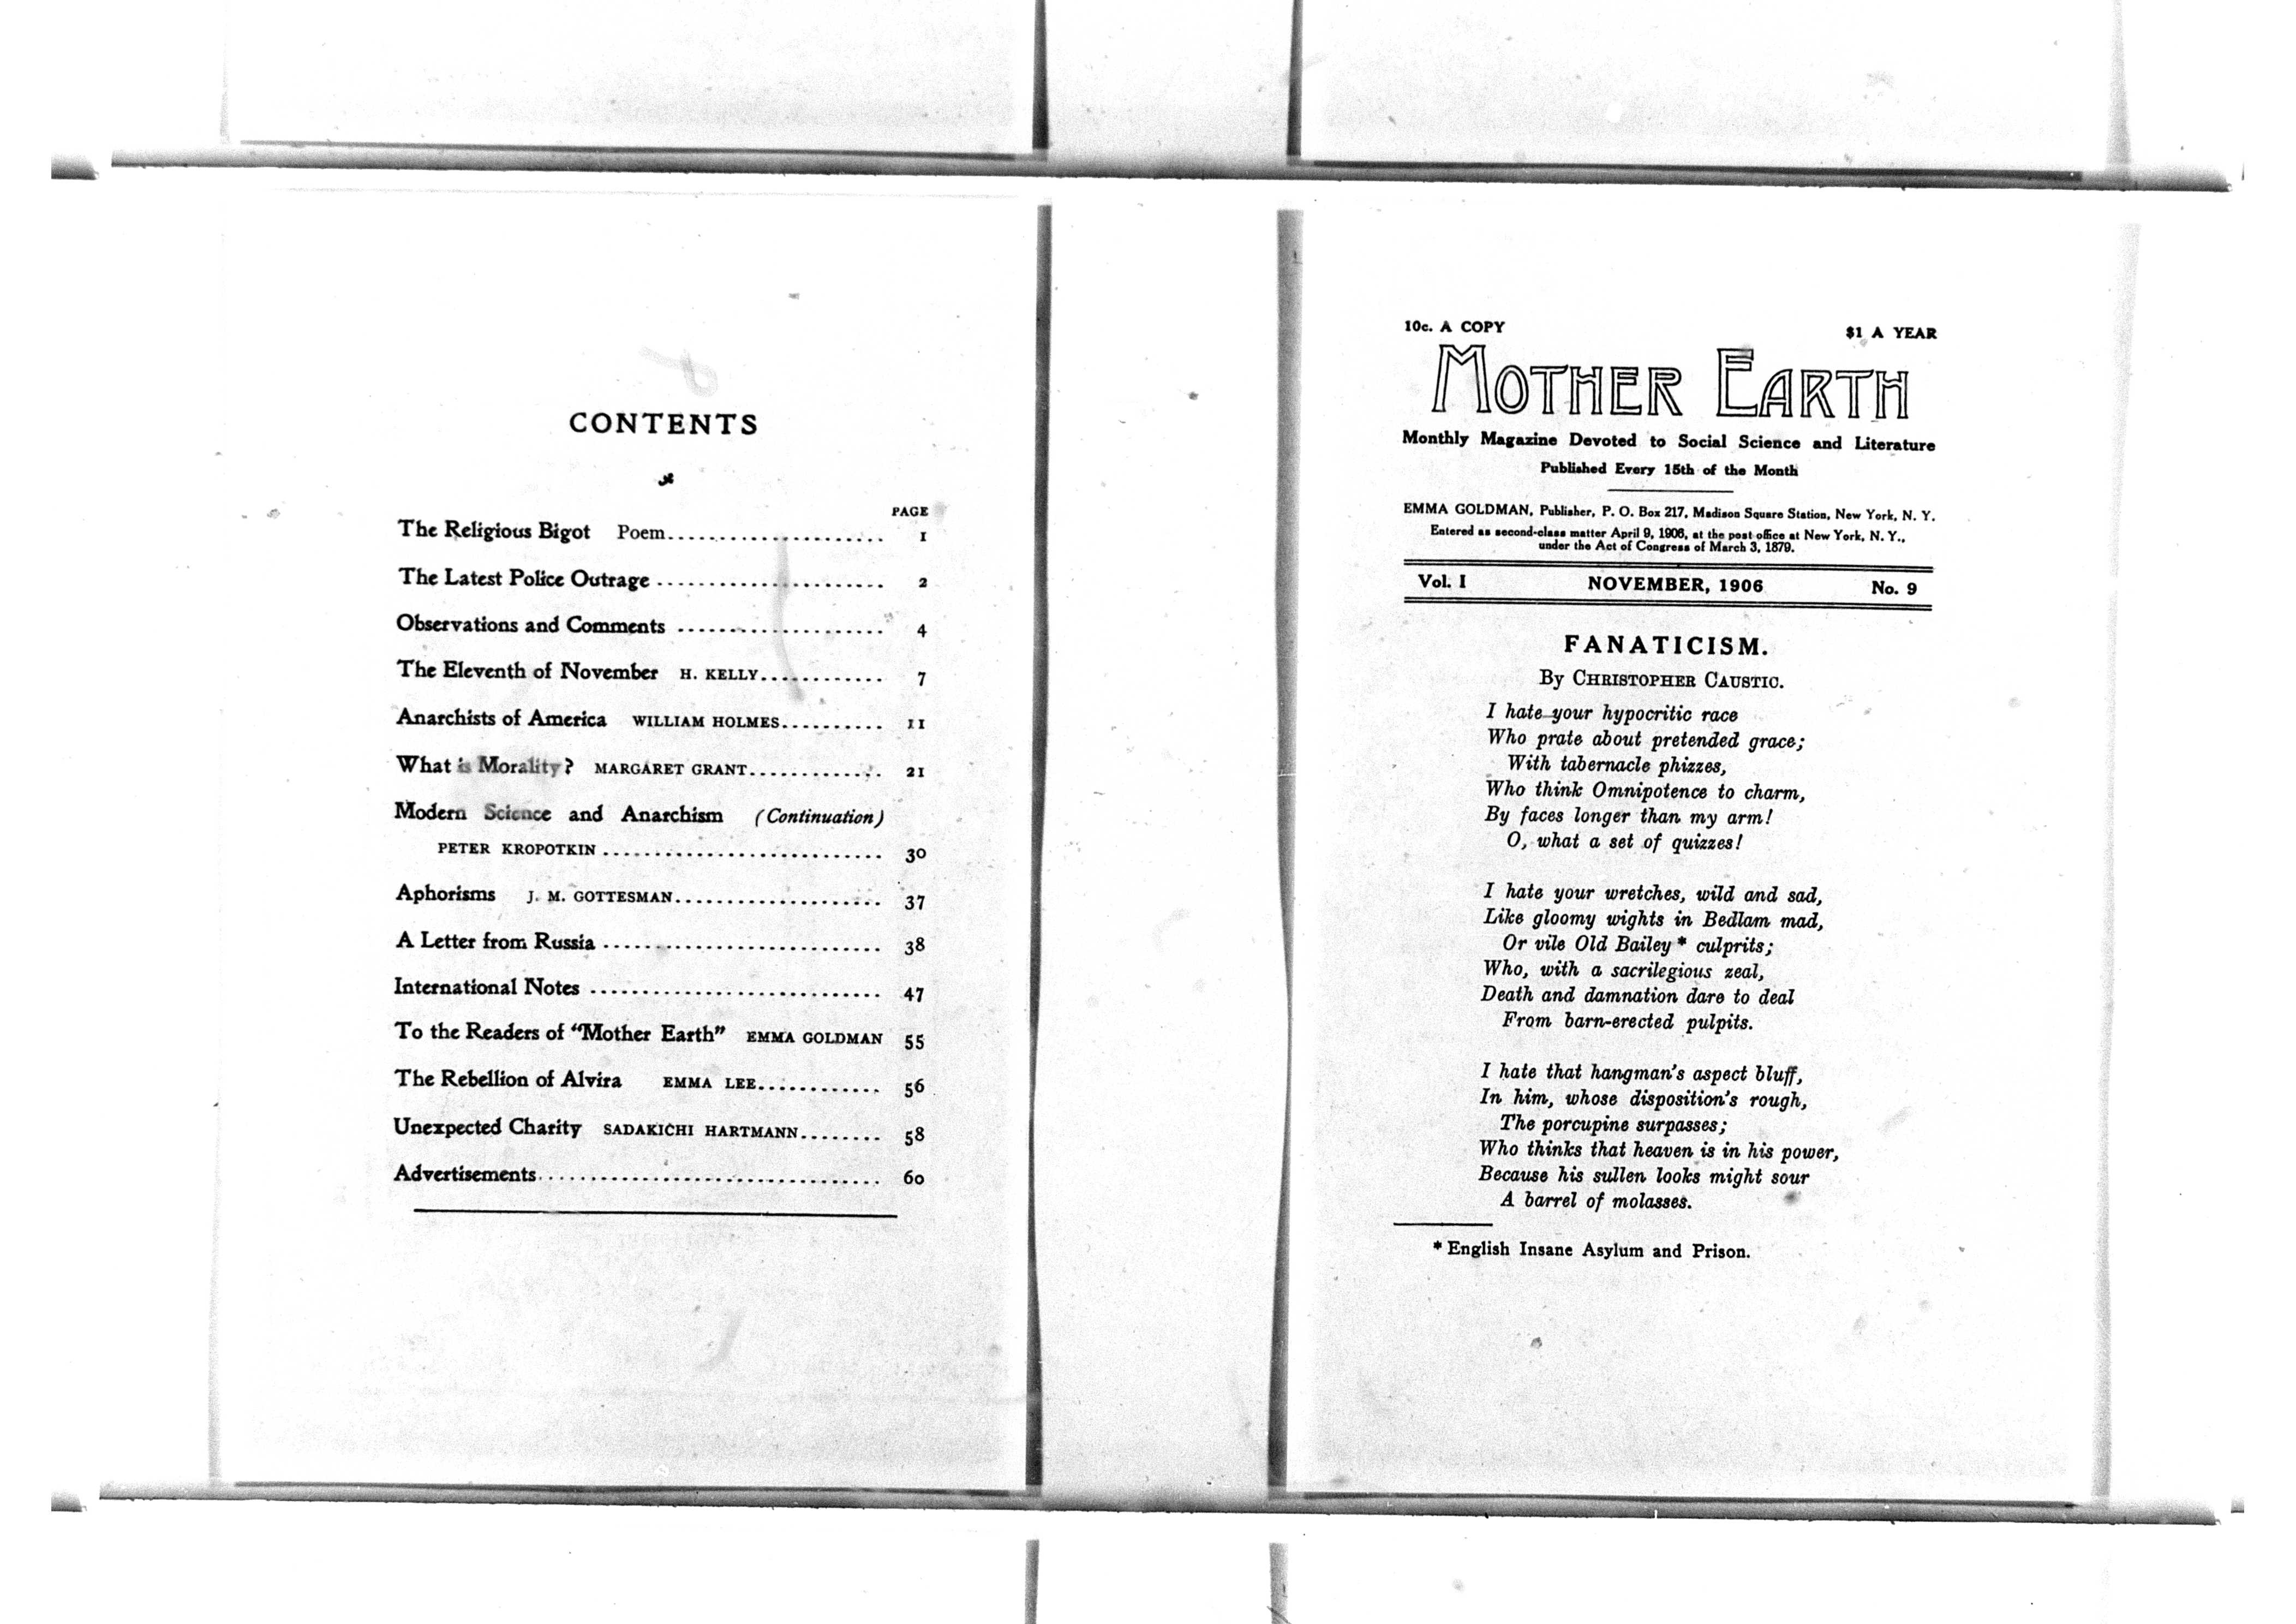 CONTENTS
PAGE
The Religious Bigot Poem..................... 1
The Latest Police Outrage ....................... 2
Observations and Comments ..................... 4
The Eleventh of November H. KELLY............ 7
Anarchists of America WILLIAM HOLMES.......... 11
What is Morality? MARGARET GRANT............. 21
Modern Science and Anarchism (Continuation)
PETER KROPOTKIN ............................ 30
Aphorisms J. M. GOTTESMAN..................... 37
A Letter from Russia ............................ 38
International Notes ............................. 47
To the Readers of "Mother Earth" EMMA GOLDMAN 55
The Rebellion of Alvira EMMA LEE............ 56
Unexpected Charity SADAKICHI HARTMANN........ 58
Advertisements.................................. 60
10c. A COPY $1 A YEAR
MOTHER EARTH
Monthly Magazine Devoted to Social Science and Literature
Published Every 15th of the Month
EMMA GOLDMAN, Publisher, P. O. Box 217, Madison Square Station, New York, N. Y.
Entered as second-class matter April 9, 1906, at the post office at New York, N. Y.,
under the Act of Congress of March 3, 1879.
Vol. I NOVEMBER, 1906 No. 9
FANATICISM.
By CHRISTOPHER CAUSTIC.
I hate your hypocritic race
Who prate about pretended grace;
With tabernacle phizzes,
Who think Omnipotence to charm,
By faces longer than my arm!
O, what a set of quizzes!
I hate your wretches, wild and sad,
Like gloomy wights in Bedlam mad,
Or vile Old Bailey * culprits;
Who, with a sacrilegious zeal,
Death and damnation dare to deal
From barn-erected pulpits.
I hate that hangman's aspect bluff,
In him, whose disposition's rough,
The porcupine surpasses;
Who thinks that heaven is in his power,
Because his sullen looks might sour
A barrel of molasses.
* English Insane Asylum and Prison.